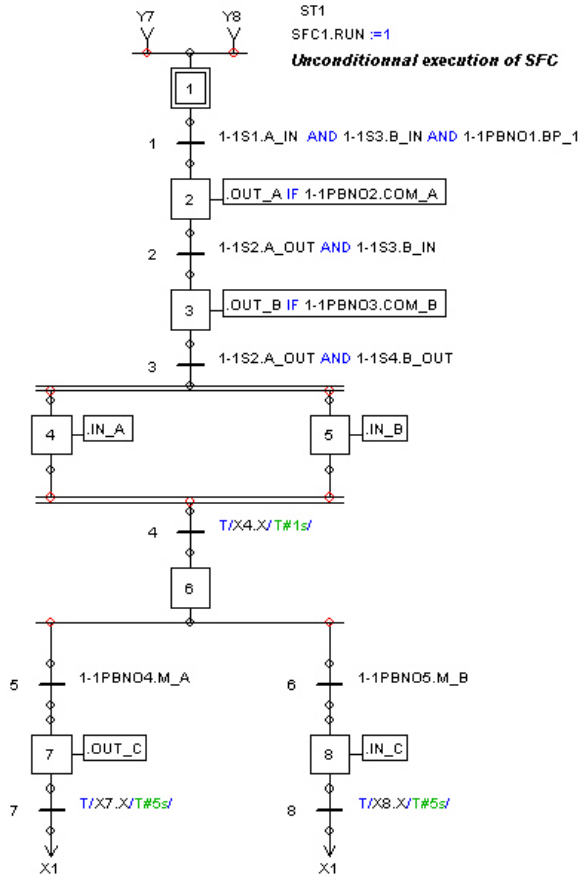 Y7 Y8 ST1
SFC1.RUN :=1
Unconditionnal execution of SFC
1
1 1-1S1.A_IN AND 1-1S3.B_IN AND 1-1PBNO1.BP_1
2 .OUT_A IF 1-1PBNO2.COM_A
2 1-1S2.A_OUT AND 1-1S3.B_IN
3 .OUT_B IF 1-1PBNO3.COM_B
3 1-1S2.A_OUT AND 1-1S4.B_OUT
4 .IN_A 5 .IN_B
4 T/X4.X/T#1s/
6
5 1-1PBNO4.M_A 6 1-1PBNO5.M_B
7 .OUT_C 8 .IN_C
7 T/X7.X/T#5s/ 8 T/X8.X/T#5s/
X1 X1